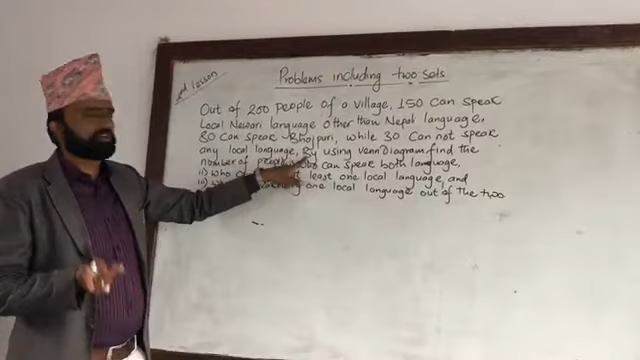 2nd lesson
Problems including two sets
Out of 200 people of a village, 150 can speak
Local Newari language other than Nepali language,
80 can speak Bhojpuri, while 30 can not speak
any local language, By using venn Diagram find the
number of people who can speak both language,
ii) who least one local language, and
iii) one local language out of the two